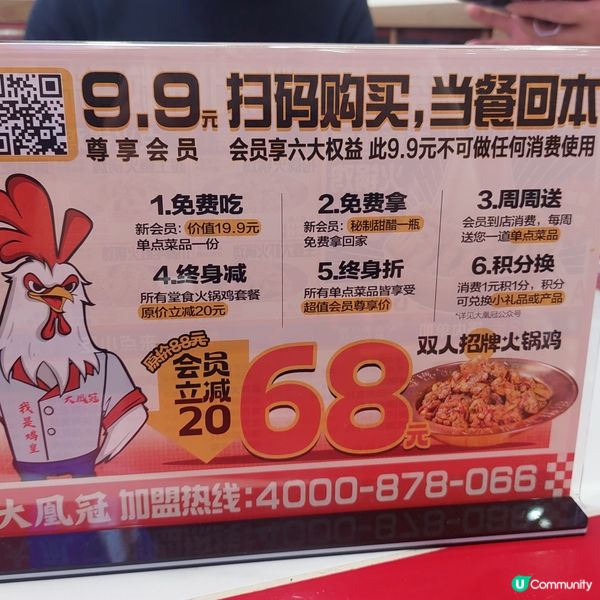 9.9元 扫码购买，当餐回本
尊享会员 会员享六大权益 此9.9元不可做任何消费使用
1.免费吃
新会员：价值19.9元
单点菜品一份
2.免费拿
新会员：秘制甜醋一瓶
免费拿回家
3.周周送
会员到店消费，每周
送您一道单点菜品
4.终身减
所有堂食火锅鸡套餐
原价立减20元
5.终身折
所有单点菜品皆享受
超值会员尊享价
6.积分换
消费1元积1分，积分
可兑换小礼品或产品
*详见大凰冠公众号
原价88元
会员
立减
20
68元
双人招牌火锅鸡
大凰冠
我是鸡皇
大凰冠 加盟热线:4000-878-066
U Community